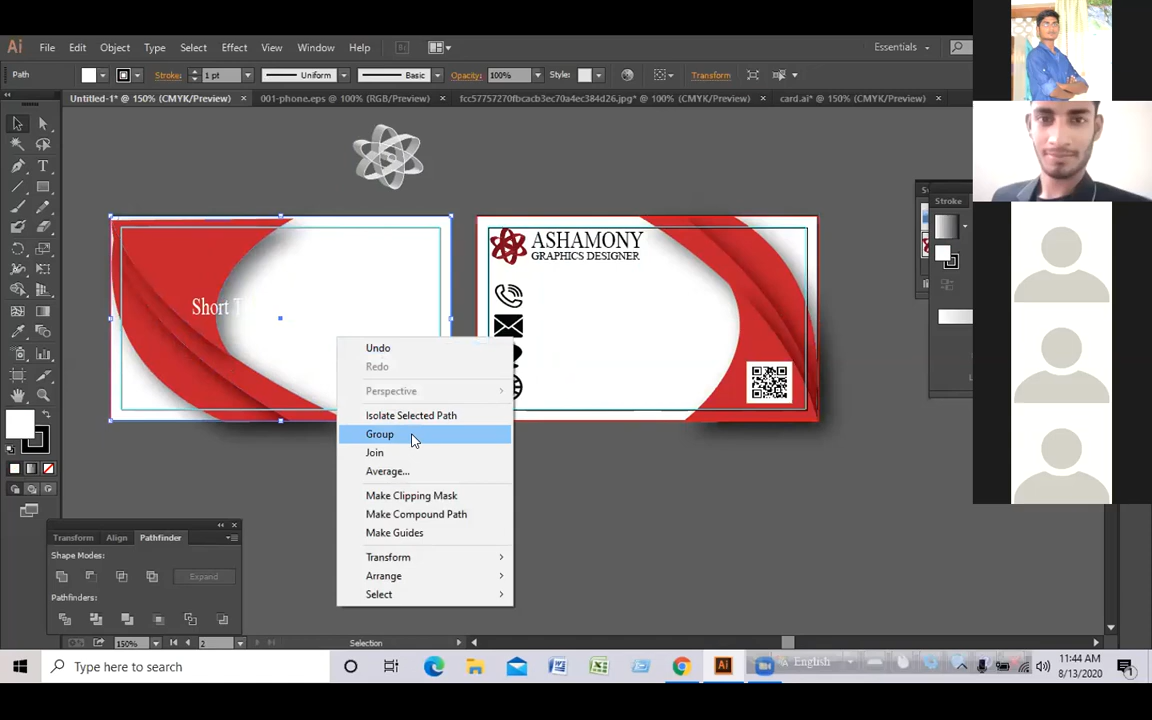 Ai File Edit Object Type Select Effect View Window Help Br Essentials
Path Stroke: 1 pt Uniform Basic Opacity: 100% Style: Transform
Untitled-1* @ 150% (CMYK/Preview) × 001-phone.eps @ 100% (RGB/Preview) × fcc57757270fbcacb3ec70a4ec384d26.jpg* @ 100% (CMYK/Preview) × card.ai* @ 150% (CMYK/Preview) ×
Stroke
ASHAMONY
GRAPHICS DESIGNER
Short T
Undo
Redo
Perspective
Isolate Selected Path
Group
Join
Average...
Make Clipping Mask
Make Compound Path
Make Guides
Transform
Arrange
Select
Transform Align Pathfinder
Shape Modes:
Expand
Pathfinders:
150% 2 Selection
Type here to search
English
11:44 AM
8/13/2020